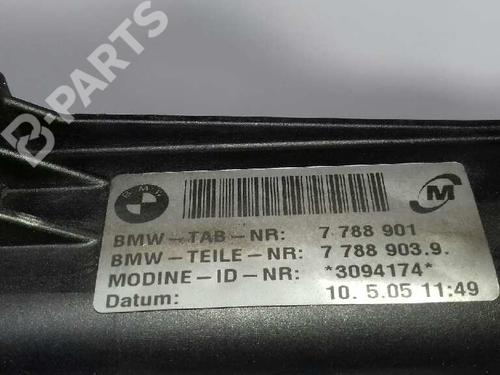 B-PARTS
BMW
M
BMW-TAB-NR: 7 788 901
BMW-TEILE-NR: 7 788 903.9.
MODINE-ID-NR: *3094174*
Datum: 10. 5.05 11:49